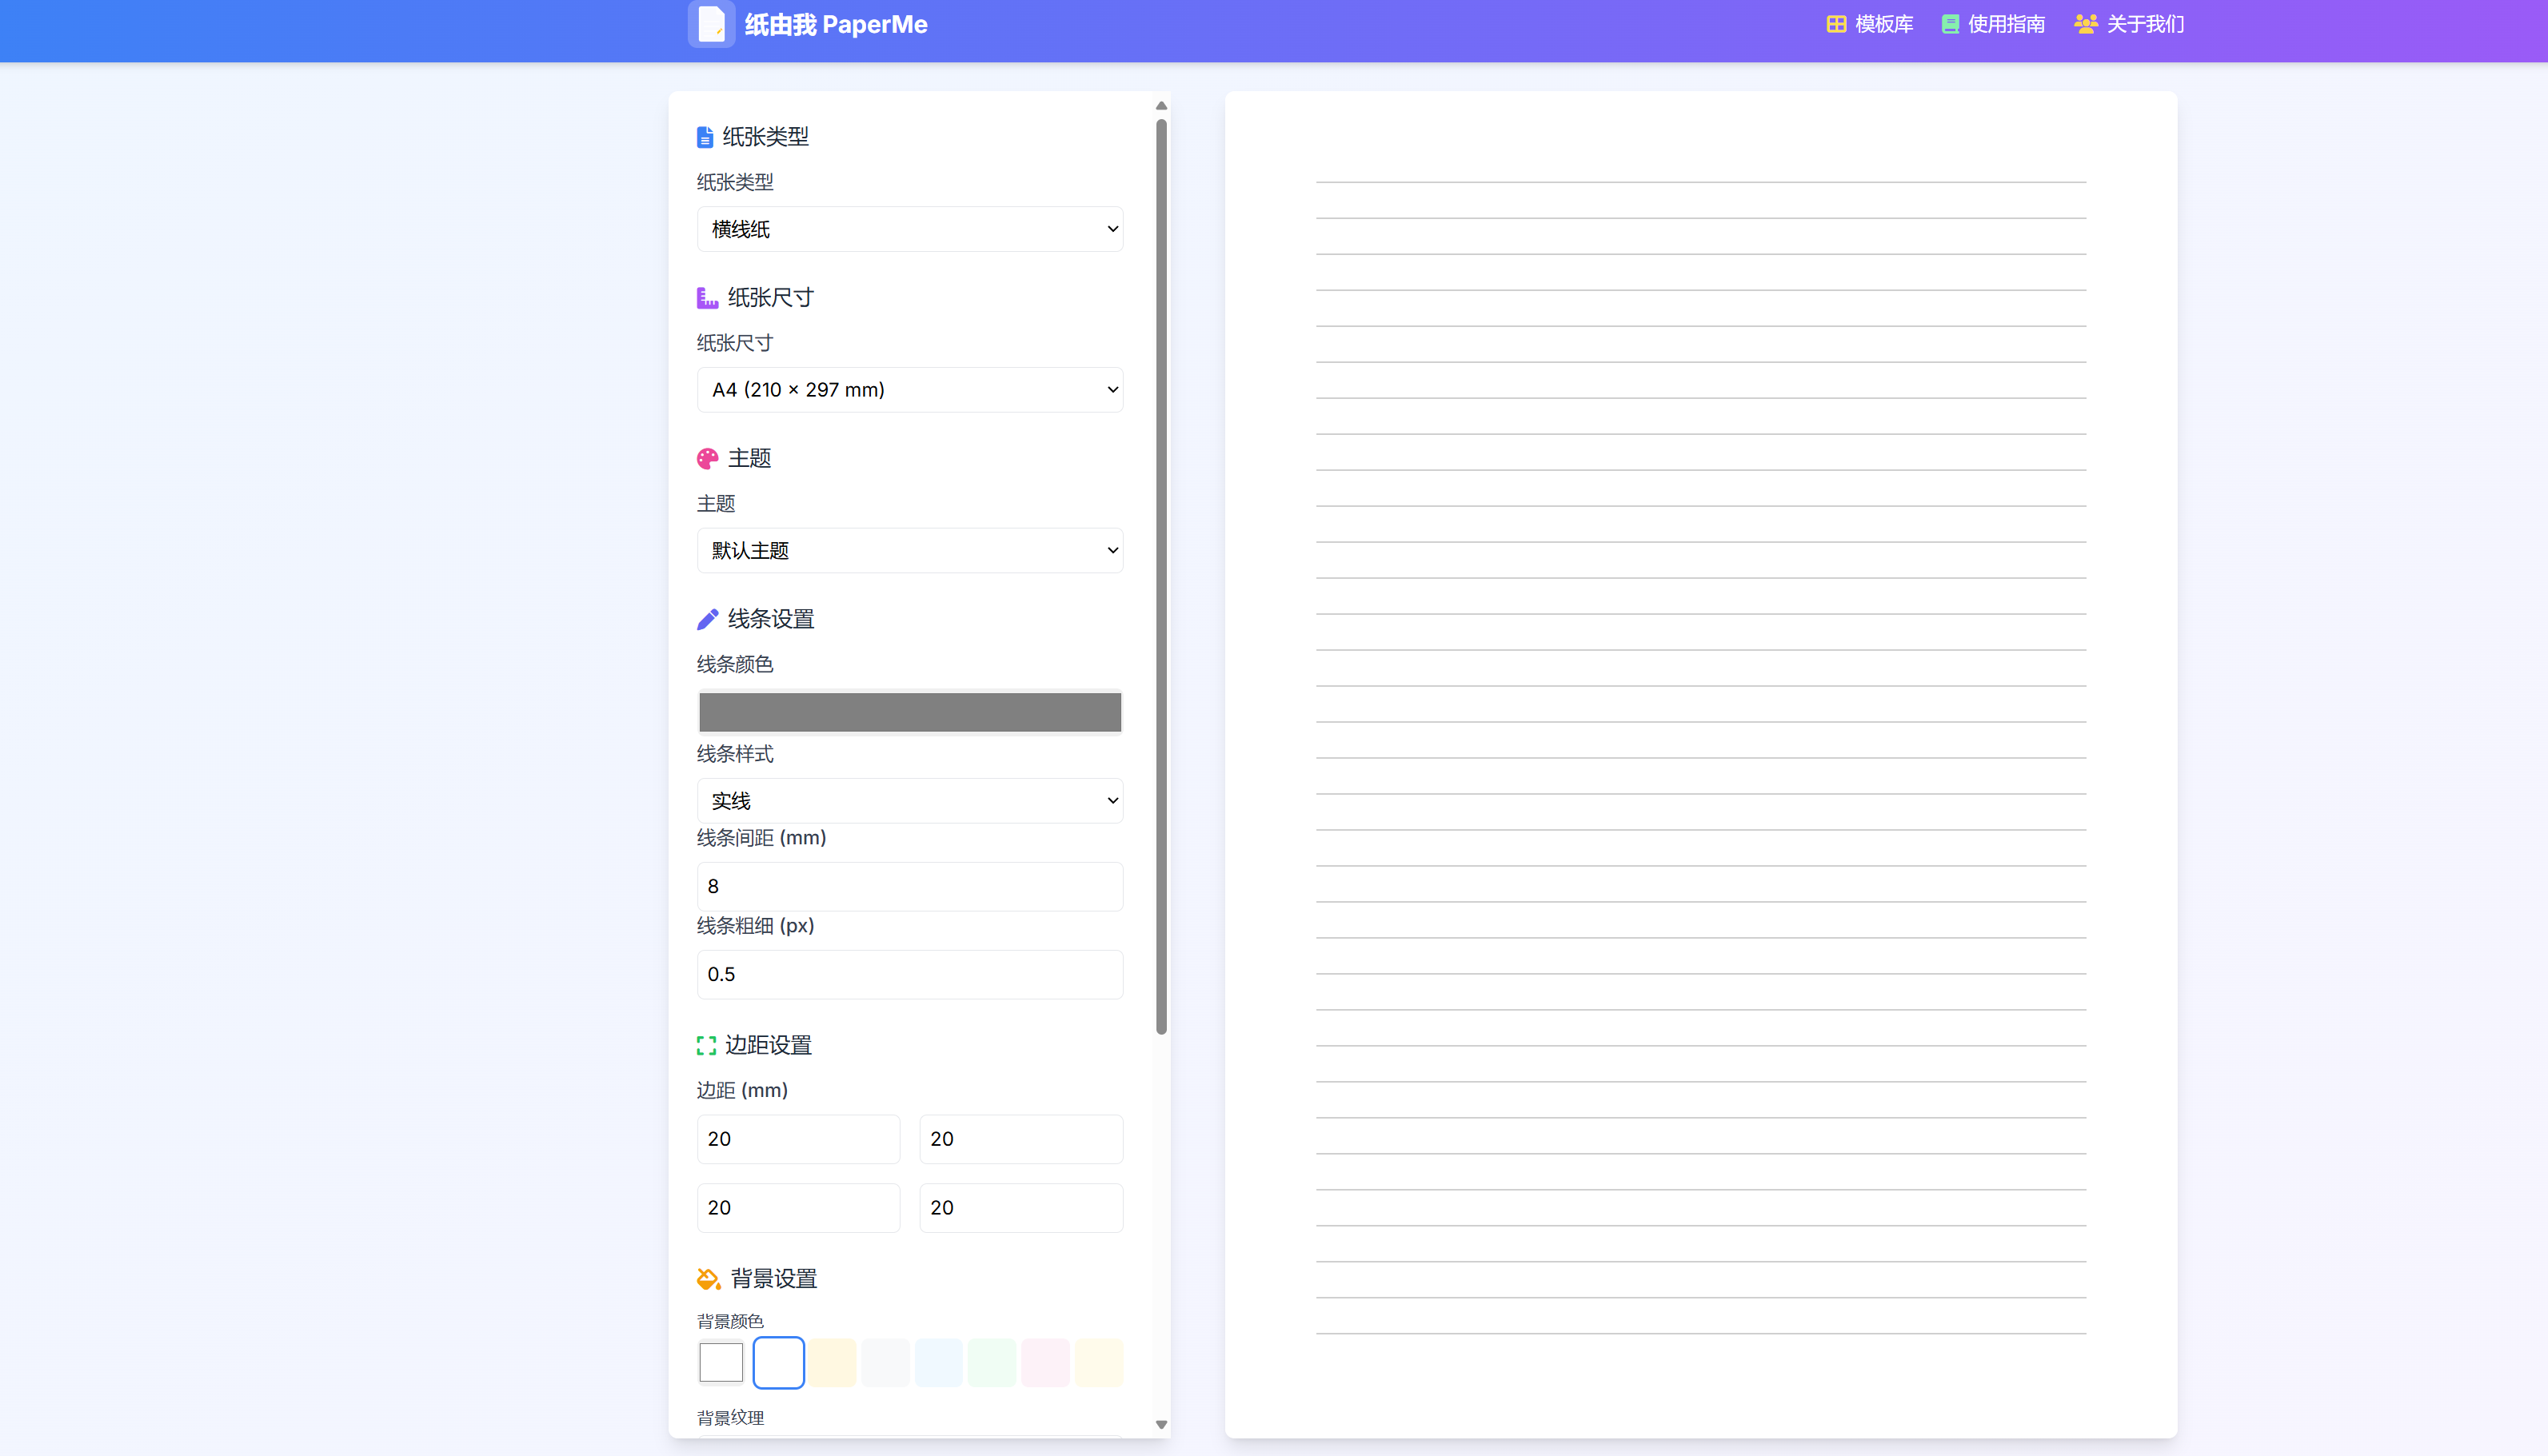 纸由我 PaperMe
模板库
使用指南
关于我们
纸张类型
纸张类型
横线纸
纸张尺寸
纸张尺寸
A4 (210 × 297 mm)
主题
主题
默认主题
线条设置
线条颜色
线条样式
实线
线条间距 (mm)
8
线条粗细 (px)
0.5
边距设置
边距 (mm)
20 20
20 20
背景设置
背景颜色
背景纹理